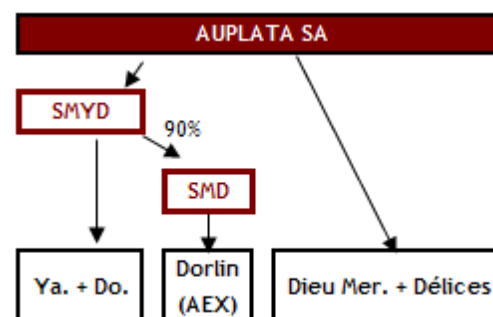 AUPLATA SA
SMYD
90%
SMD
Ya. + Do.
Dorlin
(AEX)
Dieu Mer. + Délices